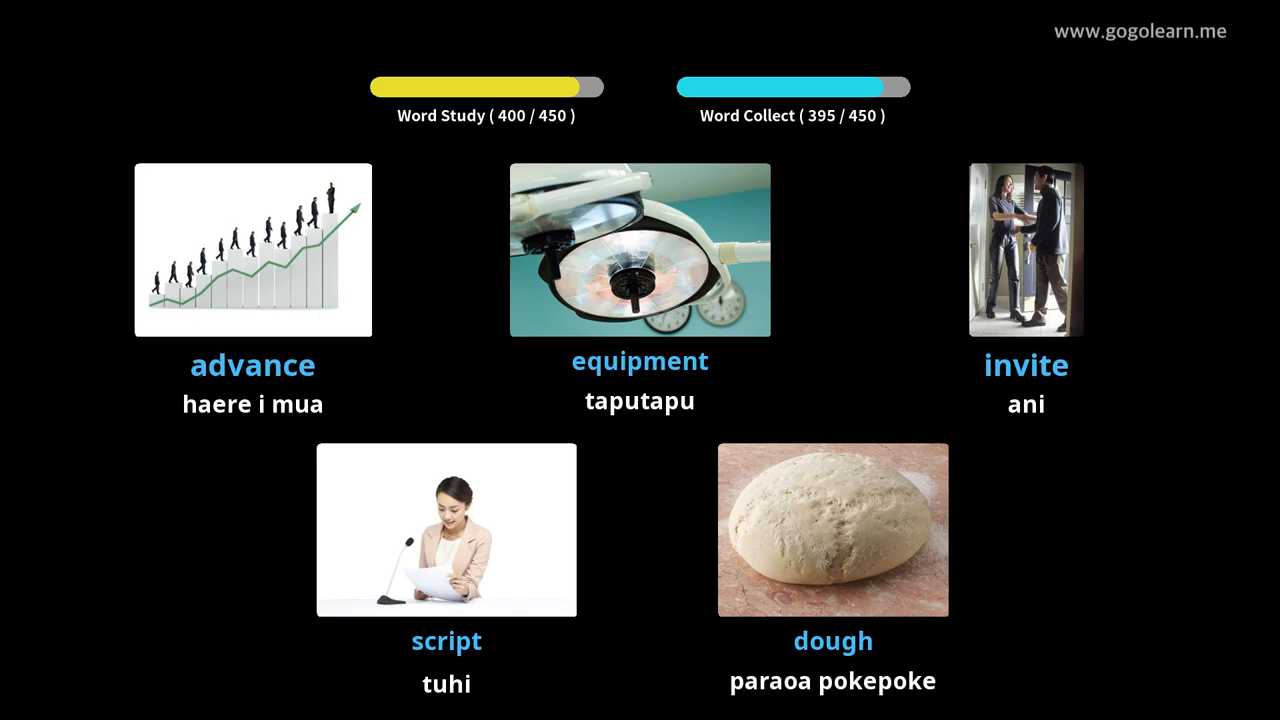 www.gogolearn.me
Word Study ( 400 / 450 )
Word Collect ( 395 / 450 )
advance
haere i mua
equipment
taputapu
invite
ani
script
tuhi
dough
paraoa pokepoke